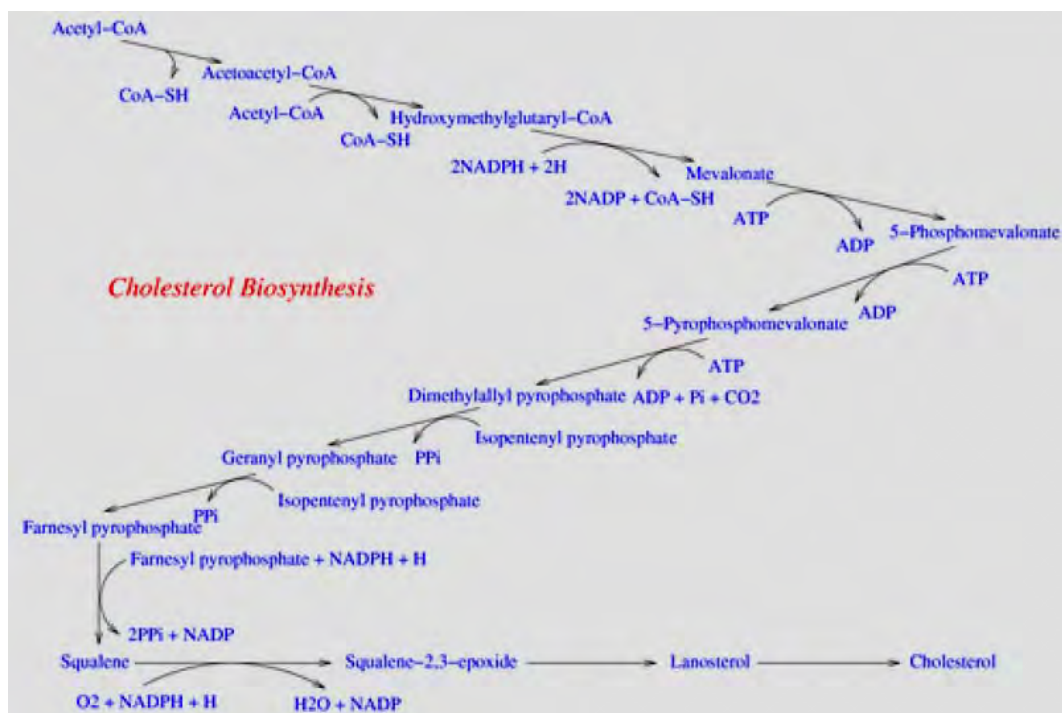 Acetyl-CoA
CoA-SH
Acetoacetyl-CoA
Acetyl-CoA
CoA-SH
Hydroxymethylglutaryl-CoA
2NADPH + 2H
2NADP + CoA-SH
Mevalonate
ATP
ADP
5-Phosphomevalonate
Cholesterol Biosynthesis
ATP
ADP
5-Pyrophosphomevalonate
ATP
Dimethylallyl pyrophosphate
ADP + Pi + CO2
Isopentenyl pyrophosphate
PPi
Geranyl pyrophosphate
Isopentenyl pyrophosphate
PPi
Farnesyl pyrophosphate
Farnesyl pyrophosphate + NADPH + H
2PPi + NADP
Squalene
Squalene-2,3-epoxide
Lanosterol
Cholesterol
O2 + NADPH + H
H2O + NADP